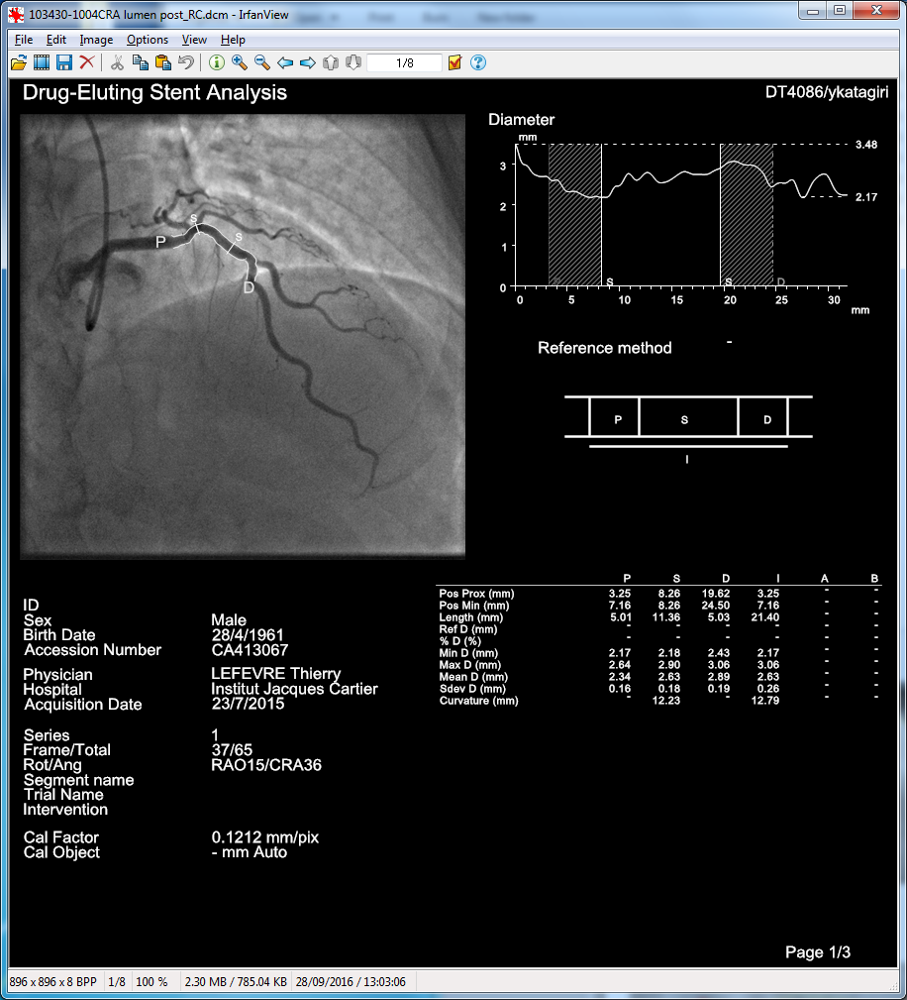 103430-1004CRA lumen post_RC.dcm - IrfanView
File Edit Image Options View Help
1/8
Drug-Eluting Stent Analysis
DT4086/ykatagiri
P
s
s
D
Diameter
mm
3
2
1
0
3.48
2.17
S
S
D
0 5 10 15 20 25 30
mm
Reference method -
P S D
I
P S D I A B
Pos Prox (mm) 3.25 8.26 19.62 3.25 - -
Pos Min (mm) 7.16 8.26 24.50 7.16 - -
Length (mm) 5.01 11.36 5.03 21.40 - -
Ref D (mm) - - - - - -
% D (%) - - - - - -
Min D (mm) 2.17 2.18 2.43 2.17 - -
Max D (mm) 2.64 2.90 3.06 3.06 - -
Mean D (mm) 2.34 2.63 2.89 2.63 - -
Sdev D (mm) 0.16 0.18 0.19 0.26 - -
Curvature (mm) - 12.23 - 12.79 - -
ID
Sex Male
Birth Date 28/4/1961
Accession Number CA413067
Physician LEFEVRE Thierry
Hospital Institut Jacques Cartier
Acquisition Date 23/7/2015
Series 1
Frame/Total 37/65
Rot/Ang RAO15/CRA36
Segment name
Trial Name
Intervention
Cal Factor 0.1212 mm/pix
Cal Object - mm Auto
Page 1/3
896 x 896 x 8 BPP 1/8 100 % 2.30 MB / 785.04 KB 28/09/2016 / 13:03:06